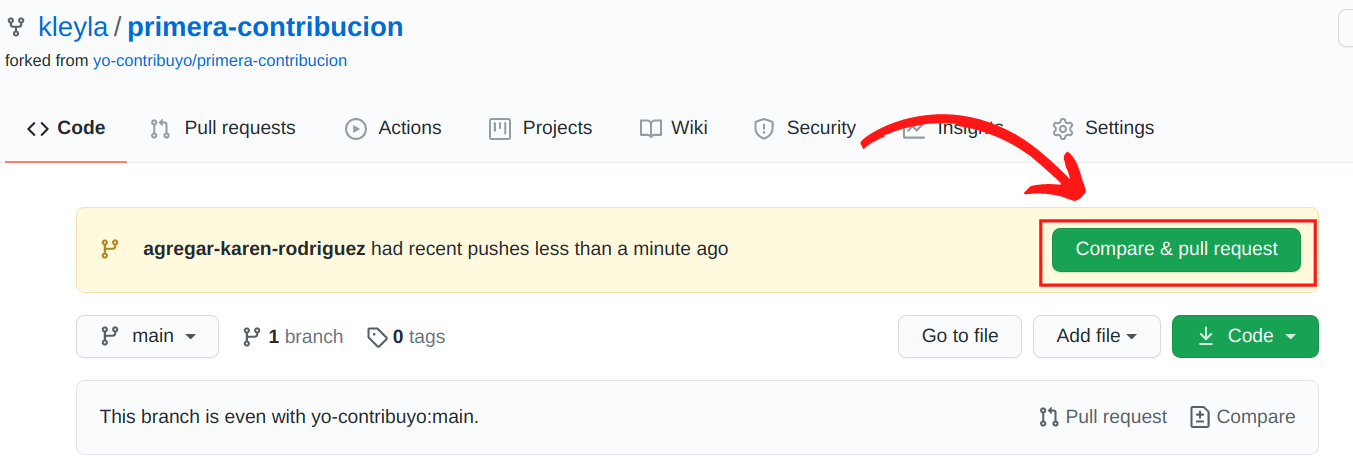 kleyla / primera-contribucion
forked from yo-contribuyo/primera-contribucion
Code Pull requests Actions Projects Wiki Security Insights Settings
agregar-karen-rodriguez had recent pushes less than a minute ago Compare & pull request
main 1 branch 0 tags Go to file Add file Code
This branch is even with yo-contribuyo:main. Pull request Compare